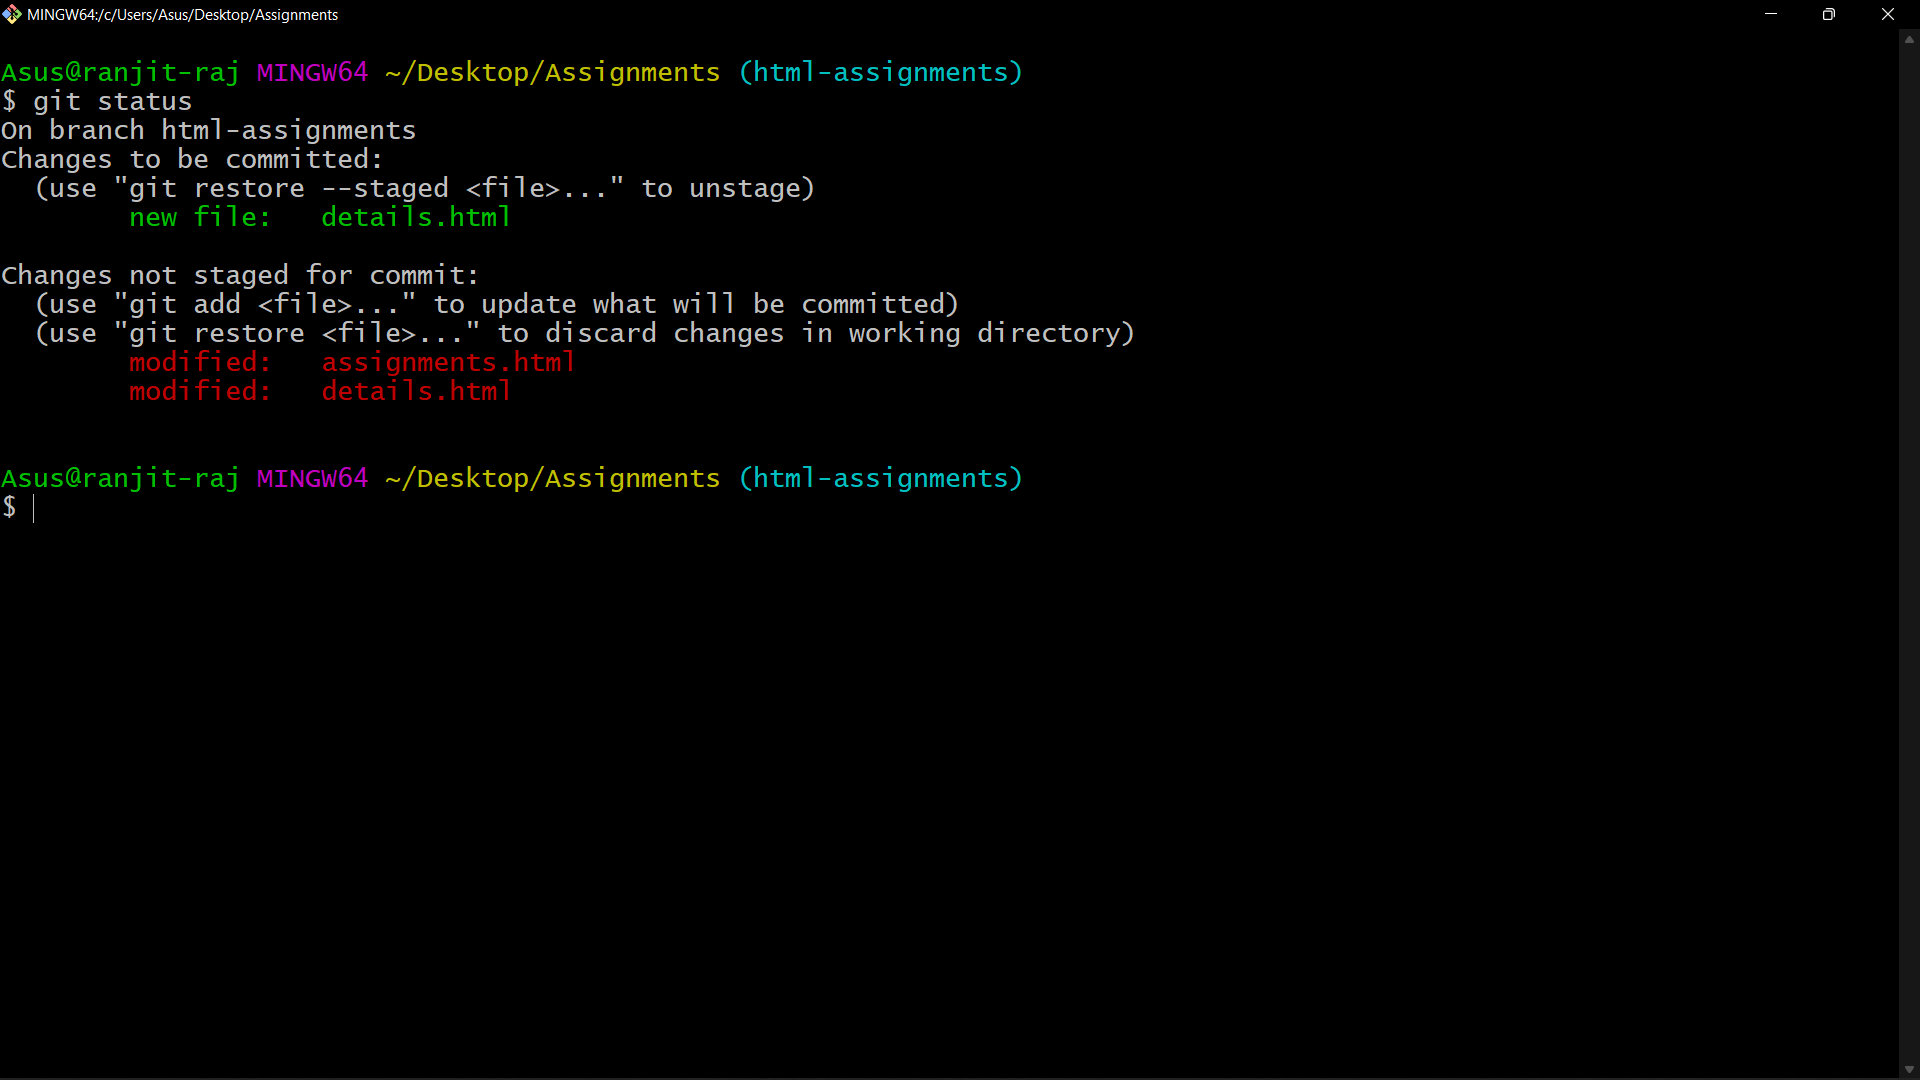 MINGW64:/c/Users/Asus/Desktop/Assignments
Asus@ranjit-raj MINGW64 ~/Desktop/Assignments (html-assignments)
$ git status
On branch html-assignments
Changes to be committed:
  (use "git restore --staged <file>..." to unstage)
        new file:   details.html

Changes not staged for commit:
  (use "git add <file>..." to update what will be committed)
  (use "git restore <file>..." to discard changes in working directory)
        modified:   assignments.html
        modified:   details.html

Asus@ranjit-raj MINGW64 ~/Desktop/Assignments (html-assignments)
$